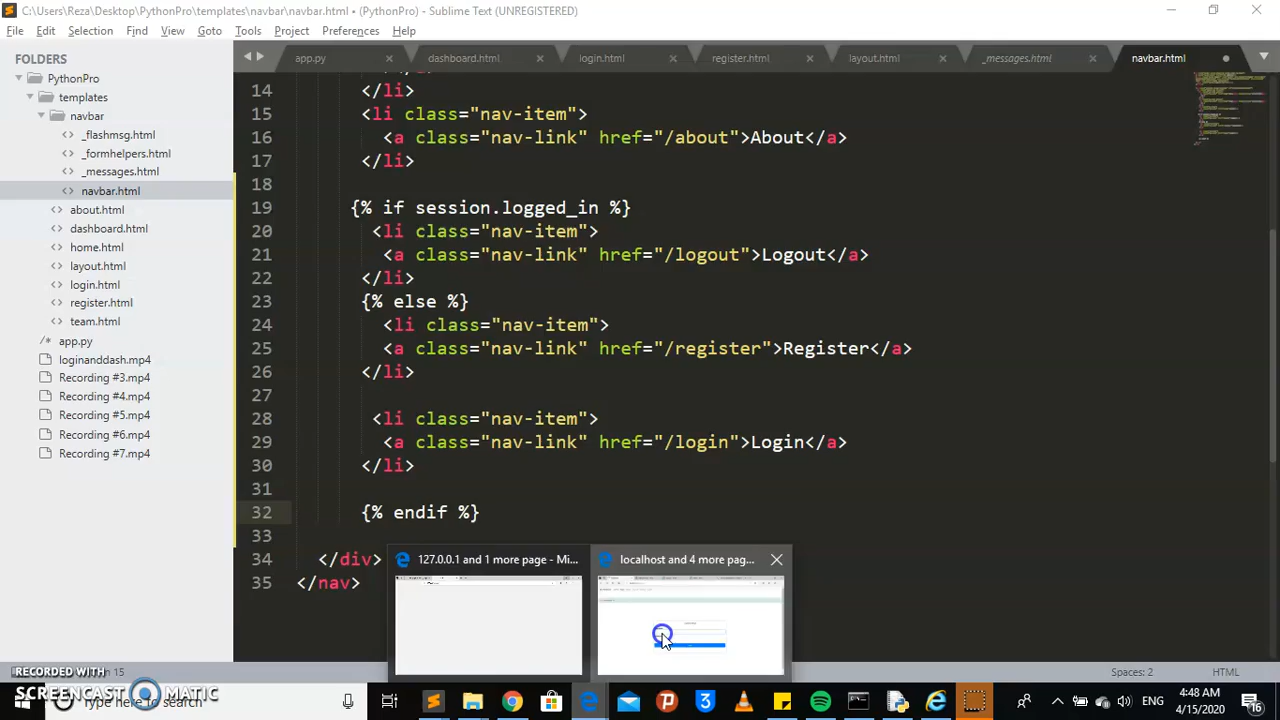 C:\Users\Reza\Desktop\PythonPro\templates\navbar\navbar.html • (PythonPro) - Sublime Text (UNREGISTERED)
File Edit Selection Find View Goto Tools Project Preferences Help
FOLDERS
PythonPro
templates
navbar
_flashmsg.html
_formhelpers.html
_messages.html
navbar.html
about.html
dashboard.html
home.html
layout.html
login.html
register.html
team.html
app.py
loginanddash.mp4
Recording #3.mp4
Recording #4.mp4
Recording #5.mp4
Recording #6.mp4
Recording #7.mp4
app.py dashboard.html login.html register.html layout.html _messages.html navbar.html
14 </li>
15 <li class="nav-item">
16 <a class="nav-link" href="/about">About</a>
17 </li>
18
19 {% if session.logged_in %}
20 <li class="nav-item">
21 <a class="nav-link" href="/logout">Logout</a>
22 </li>
23 {% else %}
24 <li class="nav-item">
25 <a class="nav-link" href="/register">Register</a>
26 </li>
27
28 <li class="nav-item">
29 <a class="nav-link" href="/login">Login</a>
30 </li>
31
32 {% endif %}
33
34 </div>
35 </nav>
127.0.0.1 and 1 more page - Mi...
localhost and 4 more pag...
15
Spaces: 2
HTML
RECORDED WITH
SCREENCAST MATIC
here to search
ENG
4:48 AM
4/15/2020
16